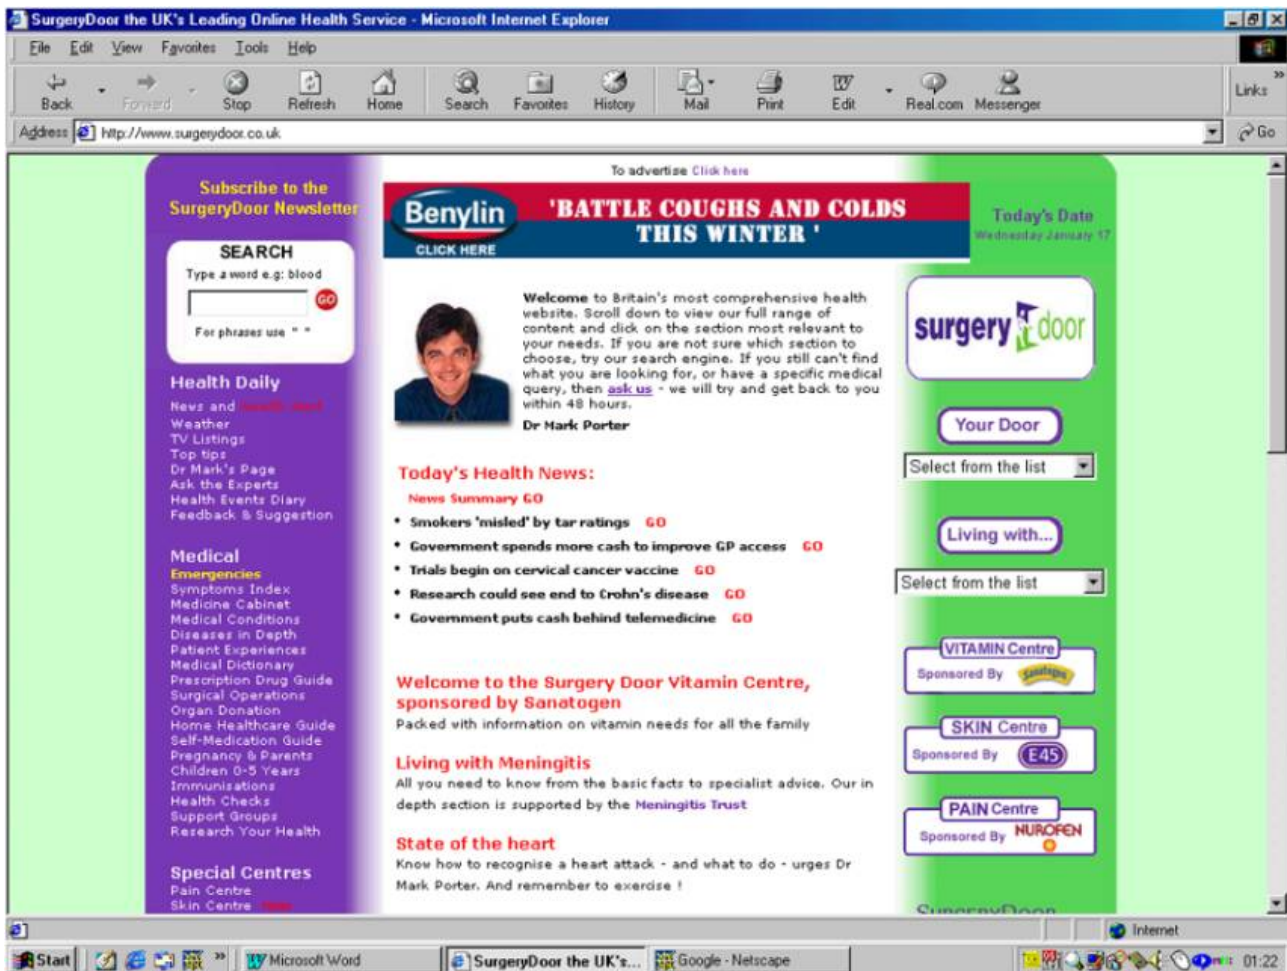 SurgeryDoor the UK's Leading Online Health Service - Microsoft Internet Explorer
File Edit View Favorites Tools Help
Back Forward Stop Refresh Home Search Favorites History Mail Print Edit Real.com Messenger Links
Address http://www.surgerydoor.co.uk Go
Subscribe to the
SurgeryDoor Newsletter
SEARCH
Type a word e.g: blood
GO
For phrases use " "
Health Daily
News and
Weather
TV Listings
Top tips
Dr Mark's Page
Ask the Experts
Health Events Diary
Feedback & Suggestion
Medical
Emergencies
Symptoms Index
Medicine Cabinet
Medical Conditions
Diseases in Depth
Patient Experiences
Medical Dictionary
Prescription Drug Guide
Surgical Operations
Organ Donation
Home Healthcare Guide
Self-Medication Guide
Pregnancy & Parents
Children 0-5 Years
Immunisations
Health Checks
Support Groups
Research Your Health
Special Centres
Pain Centre
Skin Centre
To advertise Click here
Benylin
CLICK HERE
'BATTLE COUGHS AND COLDS
THIS WINTER '
Welcome to Britain's most comprehensive health
website. Scroll down to view our full range of
content and click on the section most relevant to
your needs. If you are not sure which section to
choose, try our search engine. If you still can't find
what you are looking for, or have a specific medical
query, then ask us - we will try and get back to you
within 48 hours.
Dr Mark Porter
Today's Health News:
News Summary GO
• Smokers 'misled' by tar ratings GO
• Government spends more cash to improve GP access GO
• Trials begin on cervical cancer vaccine GO
• Research could see end to Crohn's disease GO
• Government puts cash behind telemedicine GO
Welcome to the Surgery Door Vitamin Centre,
sponsored by Sanatogen
Packed with information on vitamin needs for all the family
Living with Meningitis
All you need to know from the basic facts to specialist advice. Our in
depth section is supported by the Meningitis Trust
State of the heart
Know how to recognise a heart attack - and what to do - urges Dr
Mark Porter. And remember to exercise !
Today's Date
Wednesday January 17
surgery door
Your Door
Select from the list
Living with...
Select from the list
VITAMIN Centre
Sponsored By Sanatogen
SKIN Centre
Sponsored By E45
PAIN Centre
Sponsored By NUROFEN
SURGERYDOOR
Internet
Start Microsoft Word SurgeryDoor the UK's... Google - Netscape 01:22